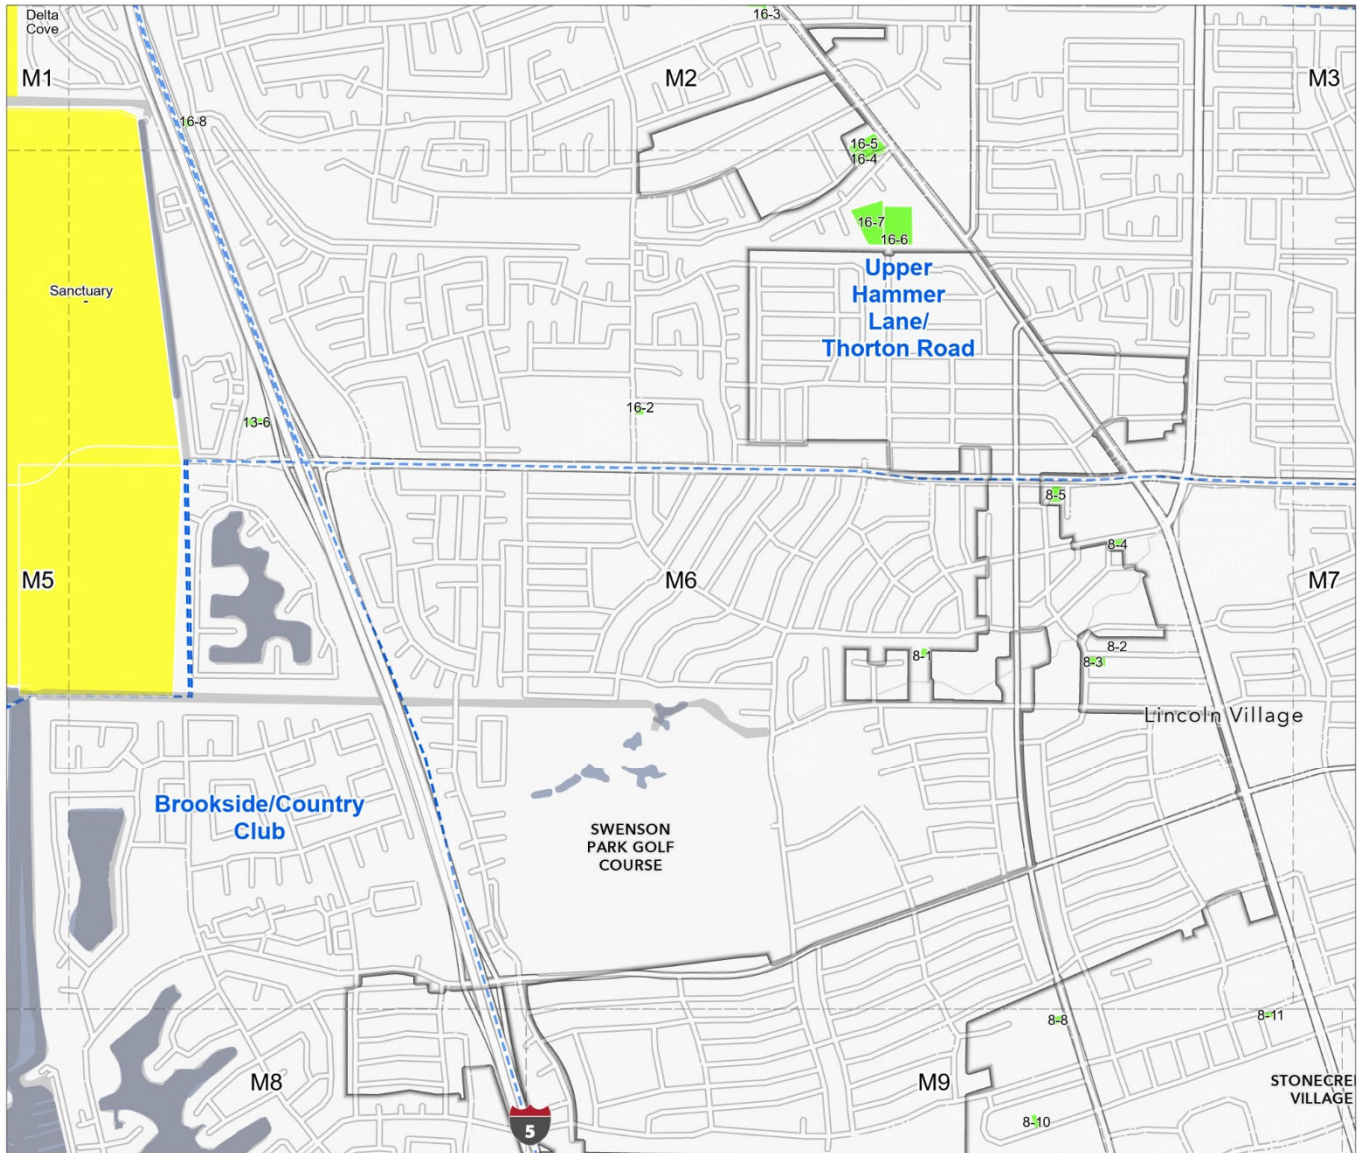 Delta
Cove
16-3
M1
M2
M3
16-8
16-5
16-4
16-7
16-6
Upper
Hammer
Lane/
Thorton Road
Sanctuary
16-2
13-6
8-5
8-4
M5
M6
M7
8-1
8-2
8-3
Lincoln Village
Brookside/Country
Club
SWENSON
PARK GOLF
COURSE
8-8
8-11
M8
M9
STONECRE
VILLAGE
8-10
5